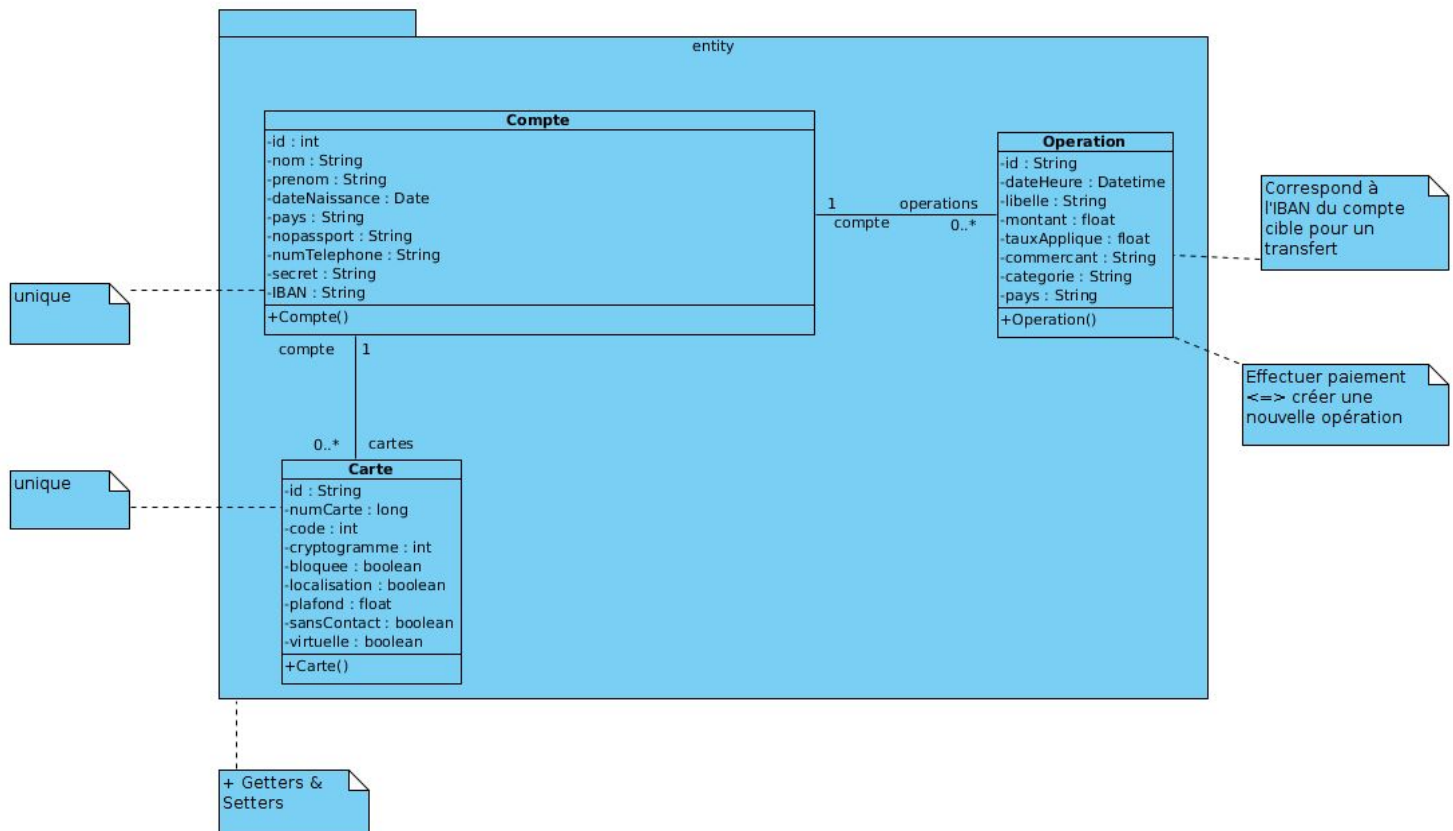 entity
Compte
-id : int
-nom : String
-prenom : String
-dateNaissance : Date
-pays : String
-nopassport : String
-numTelephone : String
-secret : String
-IBAN : String
+Compte()
Operation
-id : String
-dateHeure : Datetime
-libelle : String
-montant : float
-tauxApplique : float
-commercant : String
-categorie : String
-pays : String
+Operation()
1
operations
compte
0..*
Correspond à
l'IBAN du compte
cible pour un
transfert
unique
compte
1
Effectuer paiement
<=> créer une
nouvelle opération
0..*
cartes
Carte
-id : String
-numCarte : long
-code : int
-cryptogramme : int
-bloquee : boolean
-localisation : boolean
-plafond : float
-sansContact : boolean
-virtuelle : boolean
+Carte()
unique
+ Getters &
Setters